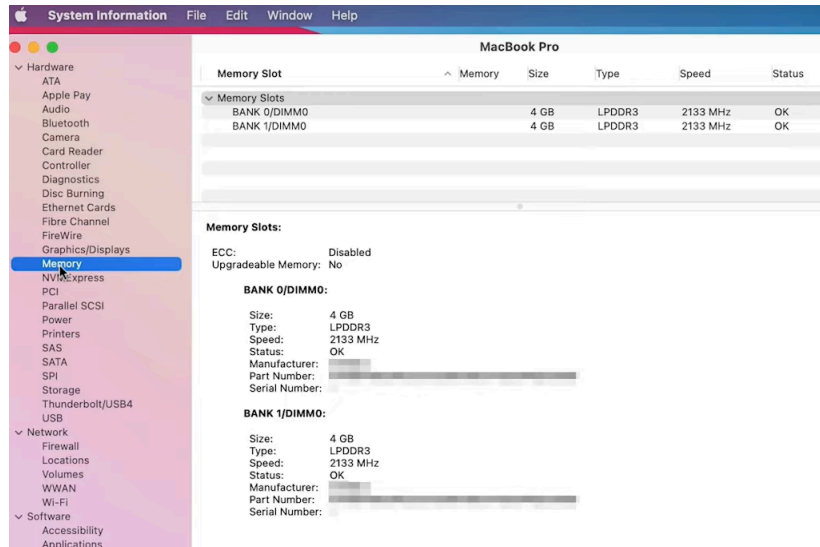 System Information File Edit Window Help
MacBook Pro
Hardware
ATA
Apple Pay
Audio
Bluetooth
Camera
Card Reader
Controller
Diagnostics
Disc Burning
Ethernet Cards
Fibre Channel
FireWire
Graphics/Displays
Memory
NVMExpress
PCI
Parallel SCSI
Power
Printers
SAS
SATA
SPI
Storage
Thunderbolt/USB4
USB
Network
Firewall
Locations
Volumes
WWAN
Wi-Fi
Software
Accessibility
Applications
Memory Slot Memory Size Type Speed Status
Memory Slots
BANK 0/DIMM0 4 GB LPDDR3 2133 MHz OK
BANK 1/DIMM0 4 GB LPDDR3 2133 MHz OK
Memory Slots:
ECC: Disabled
Upgradeable Memory: No
BANK 0/DIMM0:
Size: 4 GB
Type: LPDDR3
Speed: 2133 MHz
Status: OK
Manufacturer:
Part Number:
Serial Number:
BANK 1/DIMM0:
Size: 4 GB
Type: LPDDR3
Speed: 2133 MHz
Status: OK
Manufacturer:
Part Number:
Serial Number: